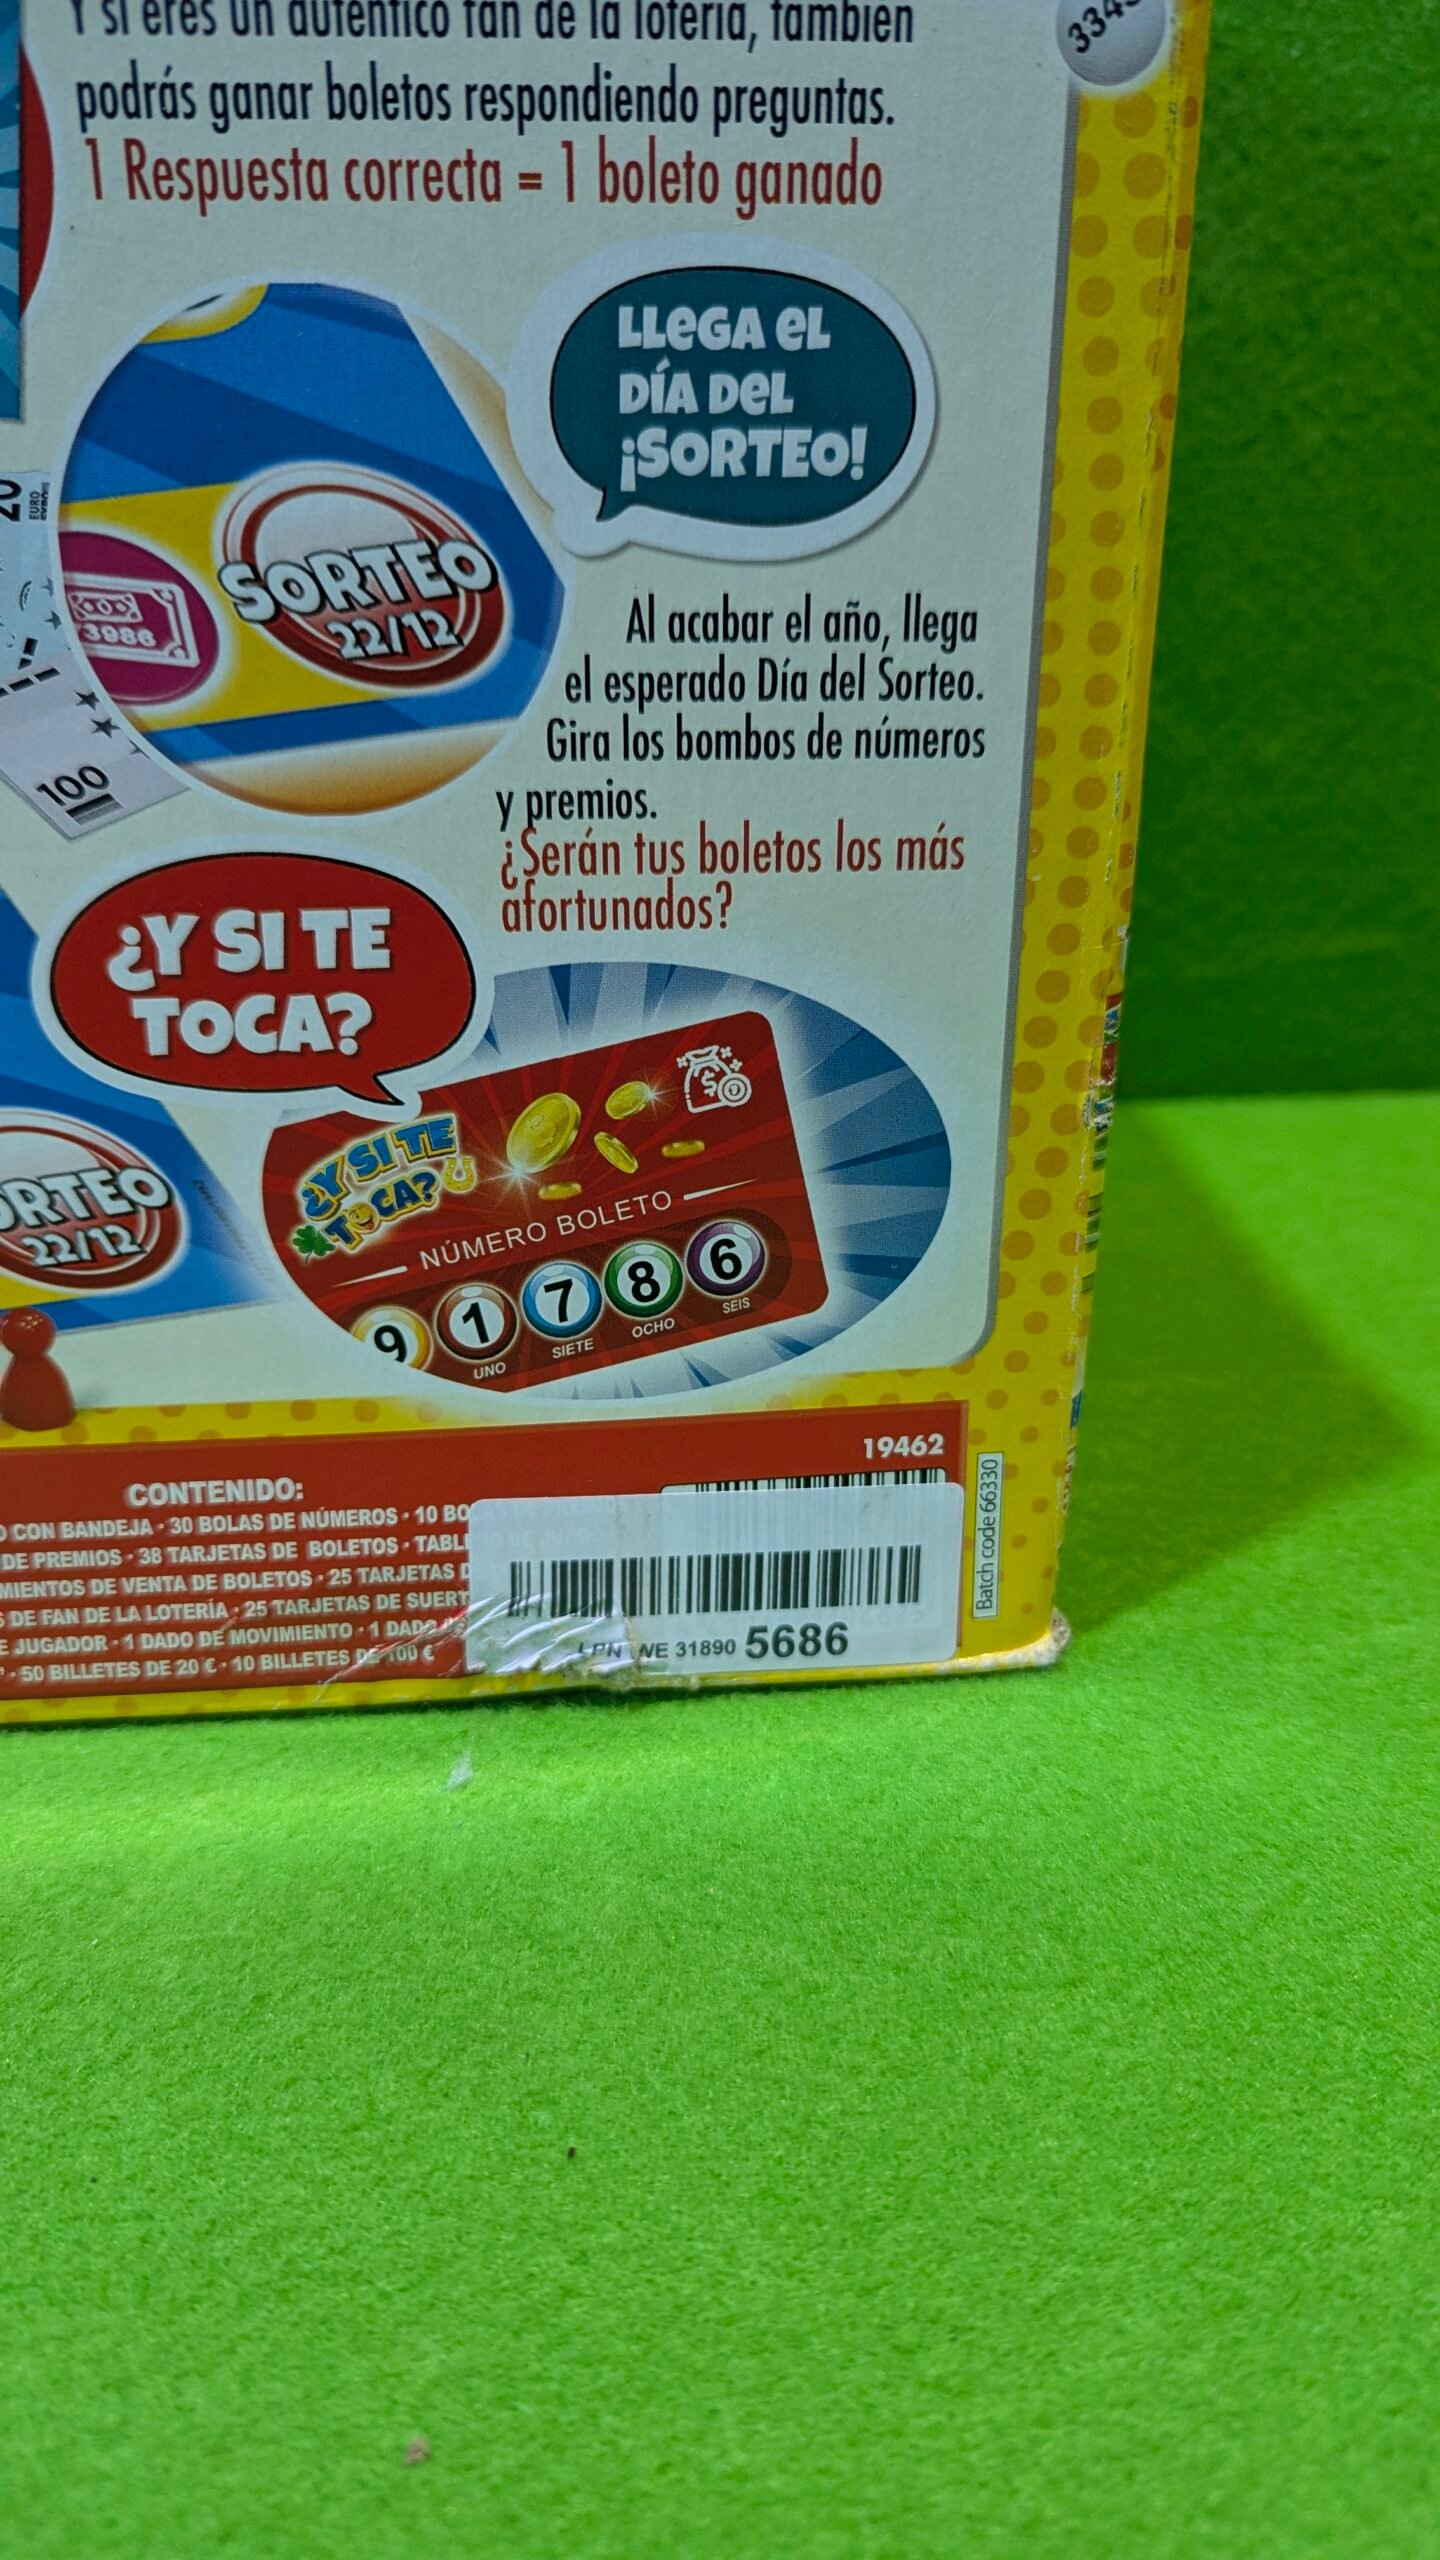 Y si eres un auténtico fan de la lotería, también
podrás ganar boletos respondiendo preguntas.
1 Respuesta correcta = 1 boleto ganado
334
LLEGA EL
DÍA DEL
¡SORTEO!
20
EURO
SORTEO
22/12
3986
100
Al acabar el año, llega
el esperado Día del Sorteo.
Gira los bombos de números
y premios.
¿Serán tus boletos los más
afortunados?
¿Y SI TE
TOCA?
¿Y SI TE
TOCA?
NÚMERO BOLETO
9 1 7 8 6
UNO SIETE OCHO SEIS
ORTEO
22/12
19462
CONTENIDO:
O CON BANDEJA · 30 BOLAS DE NÚMEROS · 10 BO
DE PREMIOS · 38 TARJETAS DE BOLETOS · TABL
MIENTOS DE VENTA DE BOLETOS · 25 TARJETAS D
S DE FAN DE LA LOTERÍA · 25 TARJETAS DE SUERT
E JUGADOR · 1 DADO DE MOVIMIENTO · 1 DADO
· 50 BILLETES DE 20 € · 10 BILLETES DE 100 €
LPN WE 31890 5686
Batch code 66330